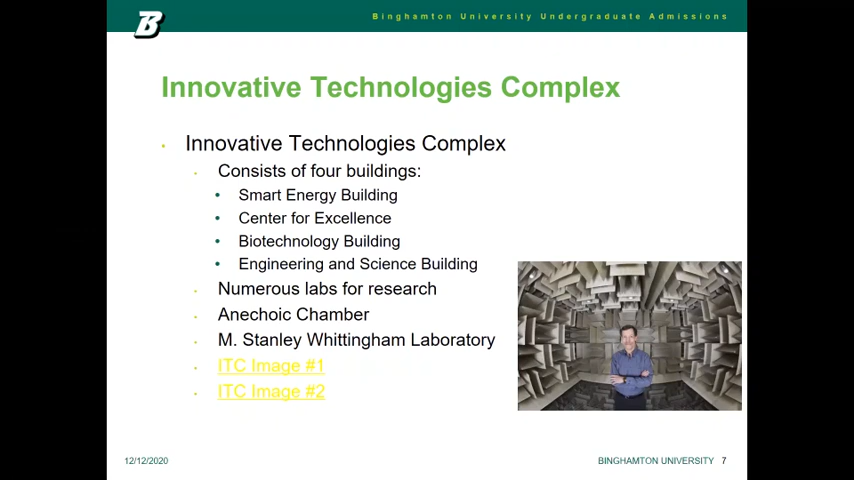 B
Binghamton University Undergraduate Admissions
Innovative Technologies Complex
Innovative Technologies Complex
Consists of four buildings:
Smart Energy Building
Center for Excellence
Biotechnology Building
Engineering and Science Building
Numerous labs for research
Anechoic Chamber
M. Stanley Whittingham Laboratory
ITC Image #1
ITC Image #2
12/12/2020
BINGHAMTON UNIVERSITY 7